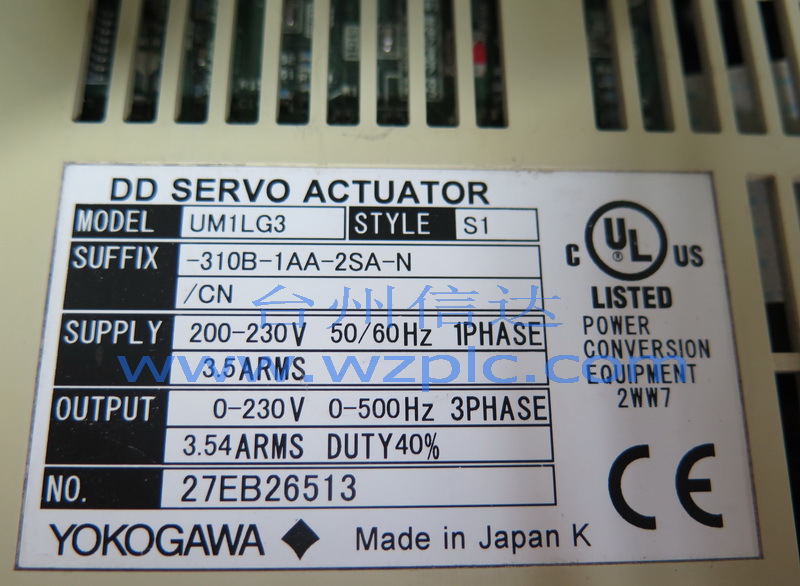 DD SERVO ACTUATOR
MODEL UM1LG3 STYLE S1
SUFFIX -310B-1AA-2SA-N
/CN
SUPPLY 200-230V 50/60Hz 1PHASE
3.5ARMS
OUTPUT 0-230V 0-500Hz 3PHASE
3.54ARMS DUTY40%
NO. 27EB26513
YOKOGAWA Made in Japan K
C UL US
®
LISTED
POWER
CONVERSION
EQUIPMENT
2WW7
CE
台州信达
www.wzplc.com